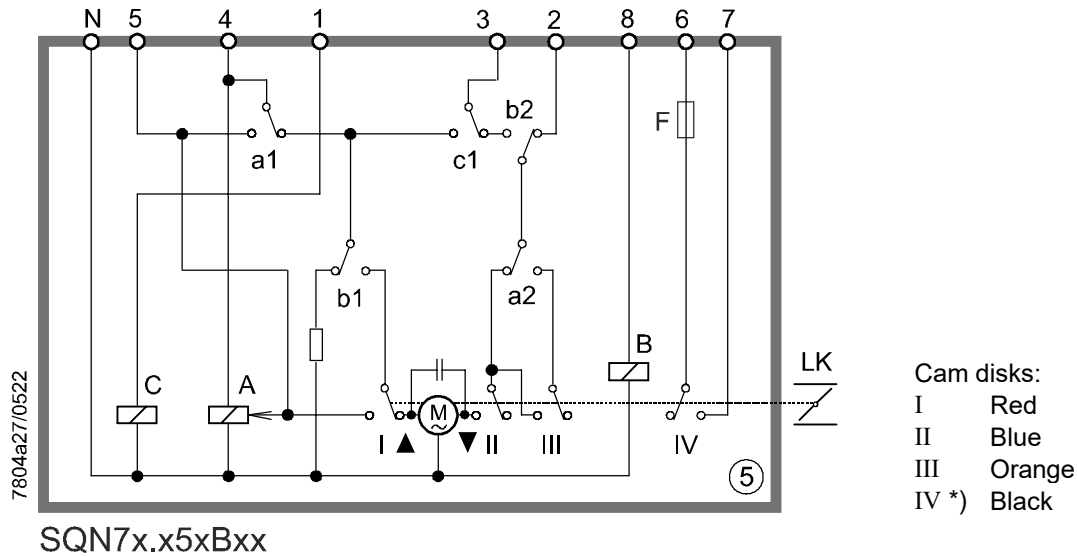 N 5 4 1 3 2 8 6 7
b2
F
a1 c1
b1 a2
B
LK
C A
M
~
I II III IV
5
7804a27/0522
SQN7x.x5xBxx
Cam disks:
I Red
II Blue
III Orange
IV *) Black